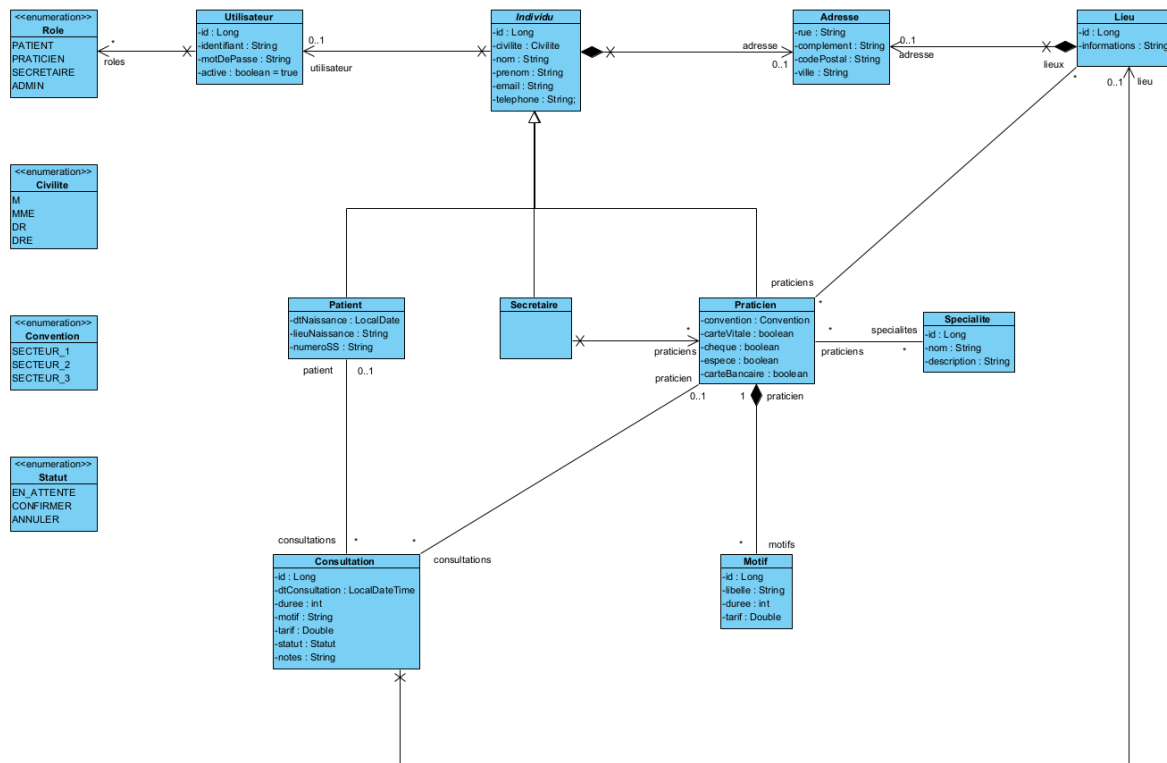 <<enumeration>>
Role
PATIENT
PRATICIEN
SECRETAIRE
ADMIN
*
roles
Utilisateur
-id : Long
-identifiant : String
-motDePasse : String
-active : boolean = true
0..1
utilisateur
Individu
-id : Long
-civilite : Civilite
-nom : String
-prenom : String
-email : String
-telephone : String;
adresse
0..1
Adresse
-rue : String
-complement : String
-codePostal : String
-ville : String
0..1
adresse
Lieu
-id : Long
-informations : String
lieux
*
0..1
lieu
<<enumeration>>
Civilite
M
MME
DR
DRE
<<enumeration>>
Convention
SECTEUR_1
SECTEUR_2
SECTEUR_3
<<enumeration>>
Statut
EN_ATTENTE
CONFIRMER
ANNULER
Patient
-dtNaissance : LocalDate
-lieuNaissance : String
-numeroSS : String
patient
0..1
Secretaire
*
praticiens
praticiens
*
Praticien
-convention : Convention
-carteVitale : boolean
-cheque : boolean
-espece : boolean
-carteBancaire : boolean
*
specialites
praticiens
*
Specialite
-id : Long
-nom : String
-description : String
praticien
0..1
1
praticien
consultations
*
*
consultations
Consultation
-id : Long
-dtConsultation : LocalDateTime
-duree : int
-motif : String
-tarif : Double
-statut : Statut
-notes : String
*
motifs
Motif
-id : Long
-libelle : String
-duree : int
-tarif : Double